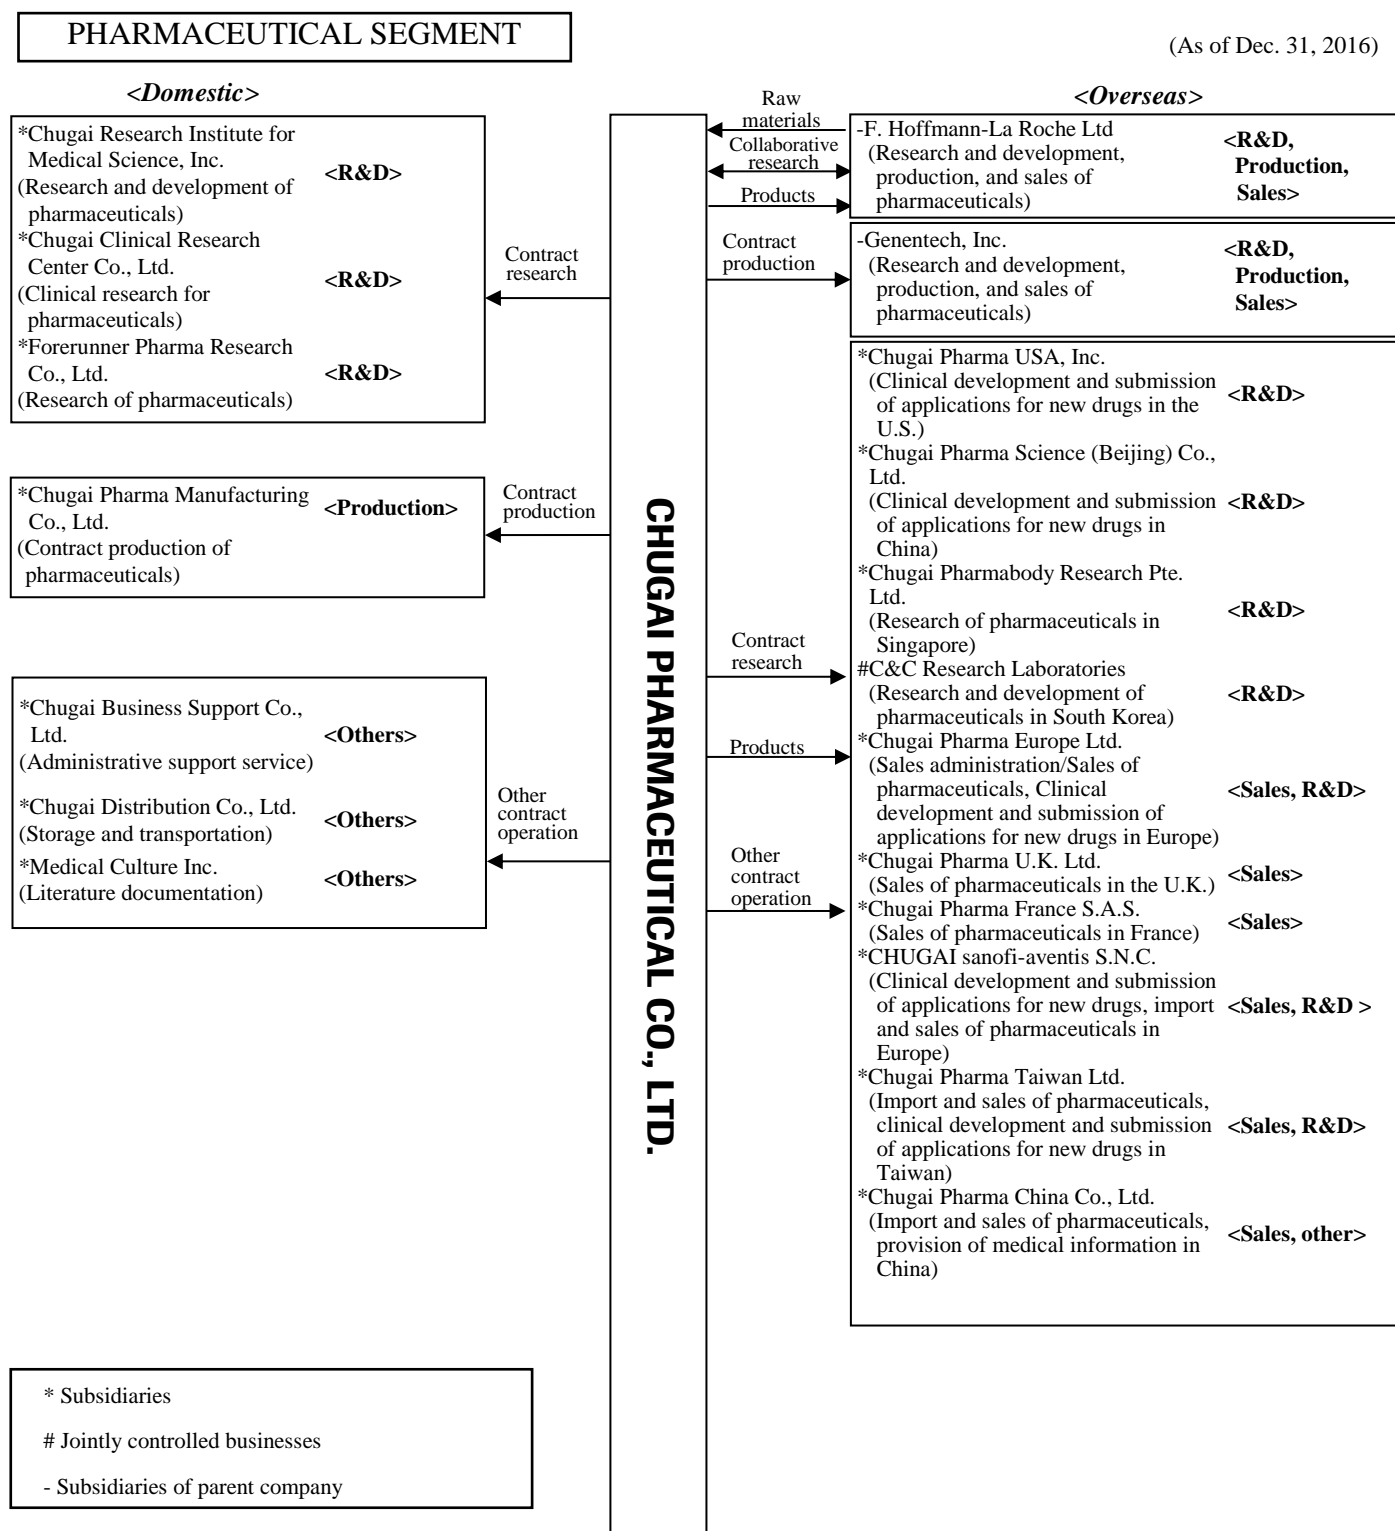 PHARMACEUTICAL SEGMENT
(As of Dec. 31, 2016)
<Domestic>
*Chugai Research Institute for
Medical Science, Inc.
<R&D>
(Research and development of
pharmaceuticals)
*Chugai Clinical Research
Center Co., Ltd.
<R&D>
(Clinical research for
pharmaceuticals)
*Forerunner Pharma Research
Co., Ltd.
<R&D>
(Research of pharmaceuticals)
Contract
research
*Chugai Pharma Manufacturing
Co., Ltd.
<Production>
(Contract production of
pharmaceuticals)
Contract
production
*Chugai Business Support Co.,
Ltd.
<Others>
(Administrative support service)
*Chugai Distribution Co., Ltd.
(Storage and transportation)
<Others>
*Medical Culture Inc.
(Literature documentation)
<Others>
Other
contract
operation
CHUGAI PHARMACEUTICAL CO., LTD.
<Overseas>
Raw
materials
Collaborative
research
Products
-F. Hoffmann-La Roche Ltd
(Research and development,
production, and sales of
pharmaceuticals)
<R&D,
Production,
Sales>
Contract
production
-Genentech, Inc.
(Research and development,
production, and sales of
pharmaceuticals)
<R&D,
Production,
Sales>
Contract
research
Products
Other
contract
operation
*Chugai Pharma USA, Inc.
(Clinical development and submission
of applications for new drugs in the
U.S.)
<R&D>
*Chugai Pharma Science (Beijing) Co.,
Ltd.
(Clinical development and submission
of applications for new drugs in
China)
<R&D>
*Chugai Pharmabody Research Pte.
Ltd.
(Research of pharmaceuticals in
Singapore)
<R&D>
#C&C Research Laboratories
(Research and development of
pharmaceuticals in South Korea)
<R&D>
*Chugai Pharma Europe Ltd.
(Sales administration/Sales of
pharmaceuticals, Clinical
development and submission of
applications for new drugs in Europe)
<Sales, R&D>
*Chugai Pharma U.K. Ltd.
(Sales of pharmaceuticals in the U.K.)
<Sales>
*Chugai Pharma France S.A.S.
(Sales of pharmaceuticals in France)
<Sales>
*CHUGAI sanofi-aventis S.N.C.
(Clinical development and submission
of applications for new drugs, import
and sales of pharmaceuticals in
Europe)
<Sales, R&D >
*Chugai Pharma Taiwan Ltd.
(Import and sales of pharmaceuticals,
clinical development and submission
of applications for new drugs in
Taiwan)
<Sales, R&D>
*Chugai Pharma China Co., Ltd.
(Import and sales of pharmaceuticals,
provision of medical information in
China)
<Sales, other>
* Subsidiaries
# Jointly controlled businesses
- Subsidiaries of parent company